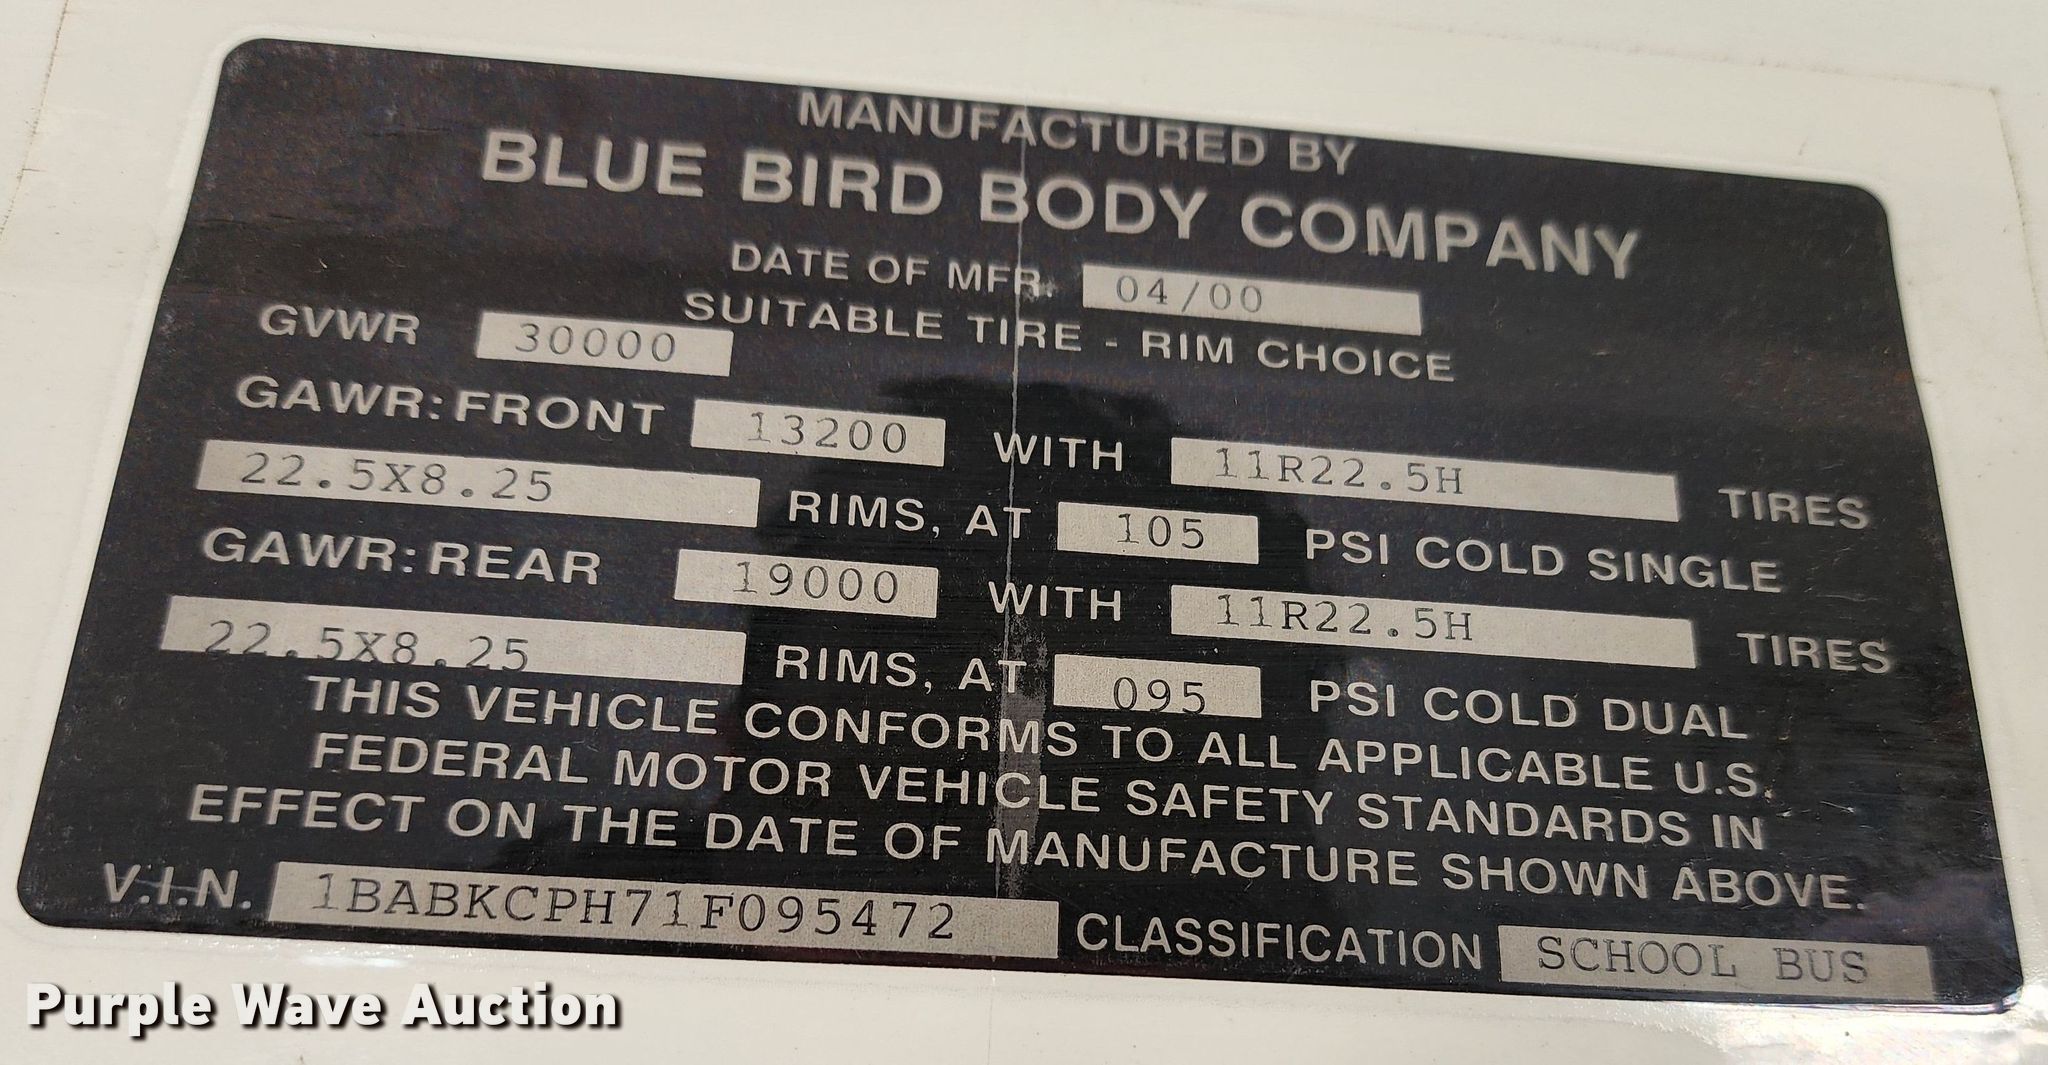 MANUFACTURED BY
BLUE BIRD BODY COMPANY
DATE OF MFR. 04/00
SUITABLE TIRE - RIM CHOICE
GVWR 30000
GAWR: FRONT 13200 WITH 11R22.5H TIRES
22.5X8.25 RIMS, AT 105 PSI COLD SINGLE
GAWR: REAR 19000 WITH 11R22.5H TIRES
22.5X8.25 RIMS, AT 095 PSI COLD DUAL
THIS VEHICLE CONFORMS TO ALL APPLICABLE U.S.
FEDERAL MOTOR VEHICLE SAFETY STANDARDS IN
EFFECT ON THE DATE OF MANUFACTURE SHOWN ABOVE.
V.I.N. 1BABKCPH71F095472 CLASSIFICATION SCHOOL BUS
Purple Wave Auction